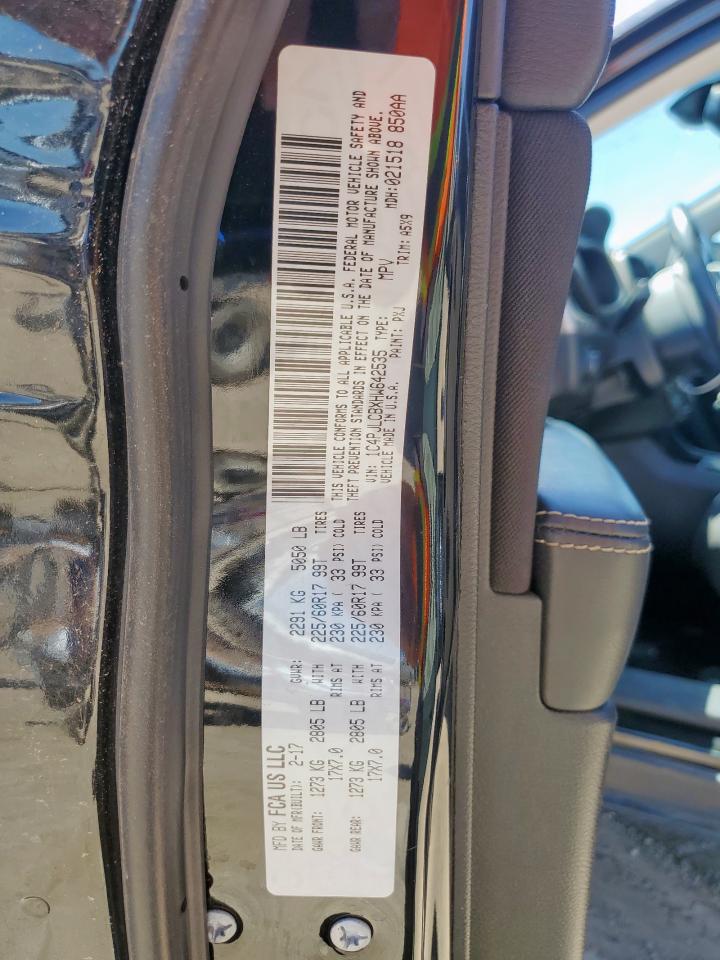 MFD BY FCA US LLC
DATE OF MFR(BUILT): 2-17 GVWR: 2291 KG 5050 LB
GAWR FRONT: 1273 KG 2805 LB WITH 225/60R17 99T TIRES
17X7.0 RIMS AT 230 KPA ( 33 PSI) COLD
GAWR REAR: 1273 KG 2805 LB WITH 225/60R17 99T TIRES
17X7.0 RIMS AT 230 KPA ( 33 PSI) COLD
THIS VEHICLE CONFORMS TO ALL APPLICABLE U.S.A. FEDERAL MOTOR VEHICLE SAFETY AND
THEFT PREVENTION STANDARDS IN EFFECT ON THE DATE OF MANUFACTURE SHOWN ABOVE.
VIN: 1C4PJLCBXHW642535 TYPE: MPV MDH:021518 850AA
VEHICLE MADE IN U.S.A. PAINT: PXJ TRIM: A5X9